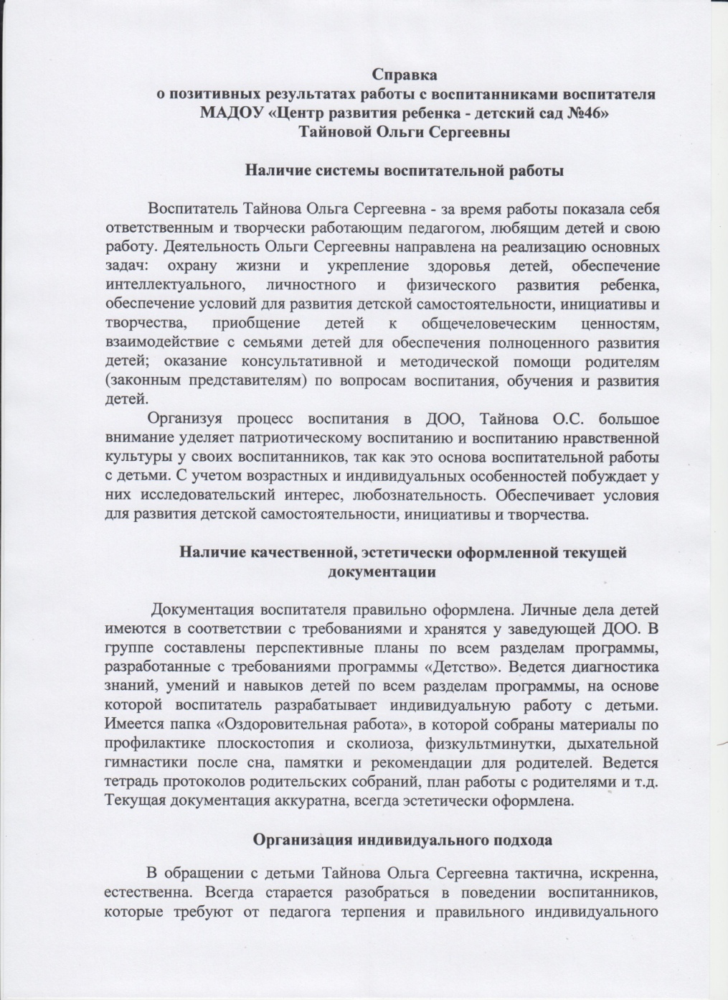 Справка
о позитивных результатах работы с воспитанниками воспитателя
МАДОУ «Центр развития ребенка - детский сад №46»
Тайновой Ольги Сергеевны
Наличие системы воспитательной работы
Воспитатель Тайнова Ольга Сергеевна - за время работы показала себя
ответственным и творчески работающим педагогом, любящим детей и свою
работу. Деятельность Ольги Сергеевны направлена на реализацию основных
задач: охрану жизни и укрепление здоровья детей, обеспечение
интеллектуального, личностного и физического развития ребенка,
обеспечение условий для развития детской самостоятельности, инициативы и
творчества, приобщение детей к общечеловеческим ценностям,
взаимодействие с семьями детей для обеспечения полноценного развития
детей; оказание консультативной и методической помощи родителям
(законным представителям) по вопросам воспитания, обучения и развития
детей.
Организуя процесс воспитания в ДОО, Тайнова О.С. большое
внимание уделяет патриотическому воспитанию и воспитанию нравственной
культуры у своих воспитанников, так как это основа воспитательной работы
с детьми. С учетом возрастных и индивидуальных особенностей побуждает у
них исследовательский интерес, любознательность. Обеспечивает условия
для развития детской самостоятельности, инициативы и творчества.
Наличие качественной, эстетически оформленной текущей
документации
Документация воспитателя правильно оформлена. Личные дела детей
имеются в соответствии с требованиями и хранятся у заведующей ДОО. В
группе составлены перспективные планы по всем разделам программы,
разработанные с требованиями программы «Детство». Ведется диагностика
знаний, умений и навыков детей по всем разделам программы, на основе
которой воспитатель разрабатывает индивидуальную работу с детьми.
Имеется папка «Оздоровительная работа», в которой собраны материалы по
профилактике плоскостопия и сколиоза, физкультминутки, дыхательной
гимнастики после сна, памятки и рекомендации для родителей. Ведется
тетрадь протоколов родительских собраний, план работы с родителями и т.д.
Текущая документация аккуратна, всегда эстетически оформлена.
Организация индивидуального подхода
В обращении с детьми Тайнова Ольга Сергеевна тактична, искренна,
естественна. Всегда старается разобраться в поведении воспитанников,
которые требуют от педагога терпения и правильного индивидуального